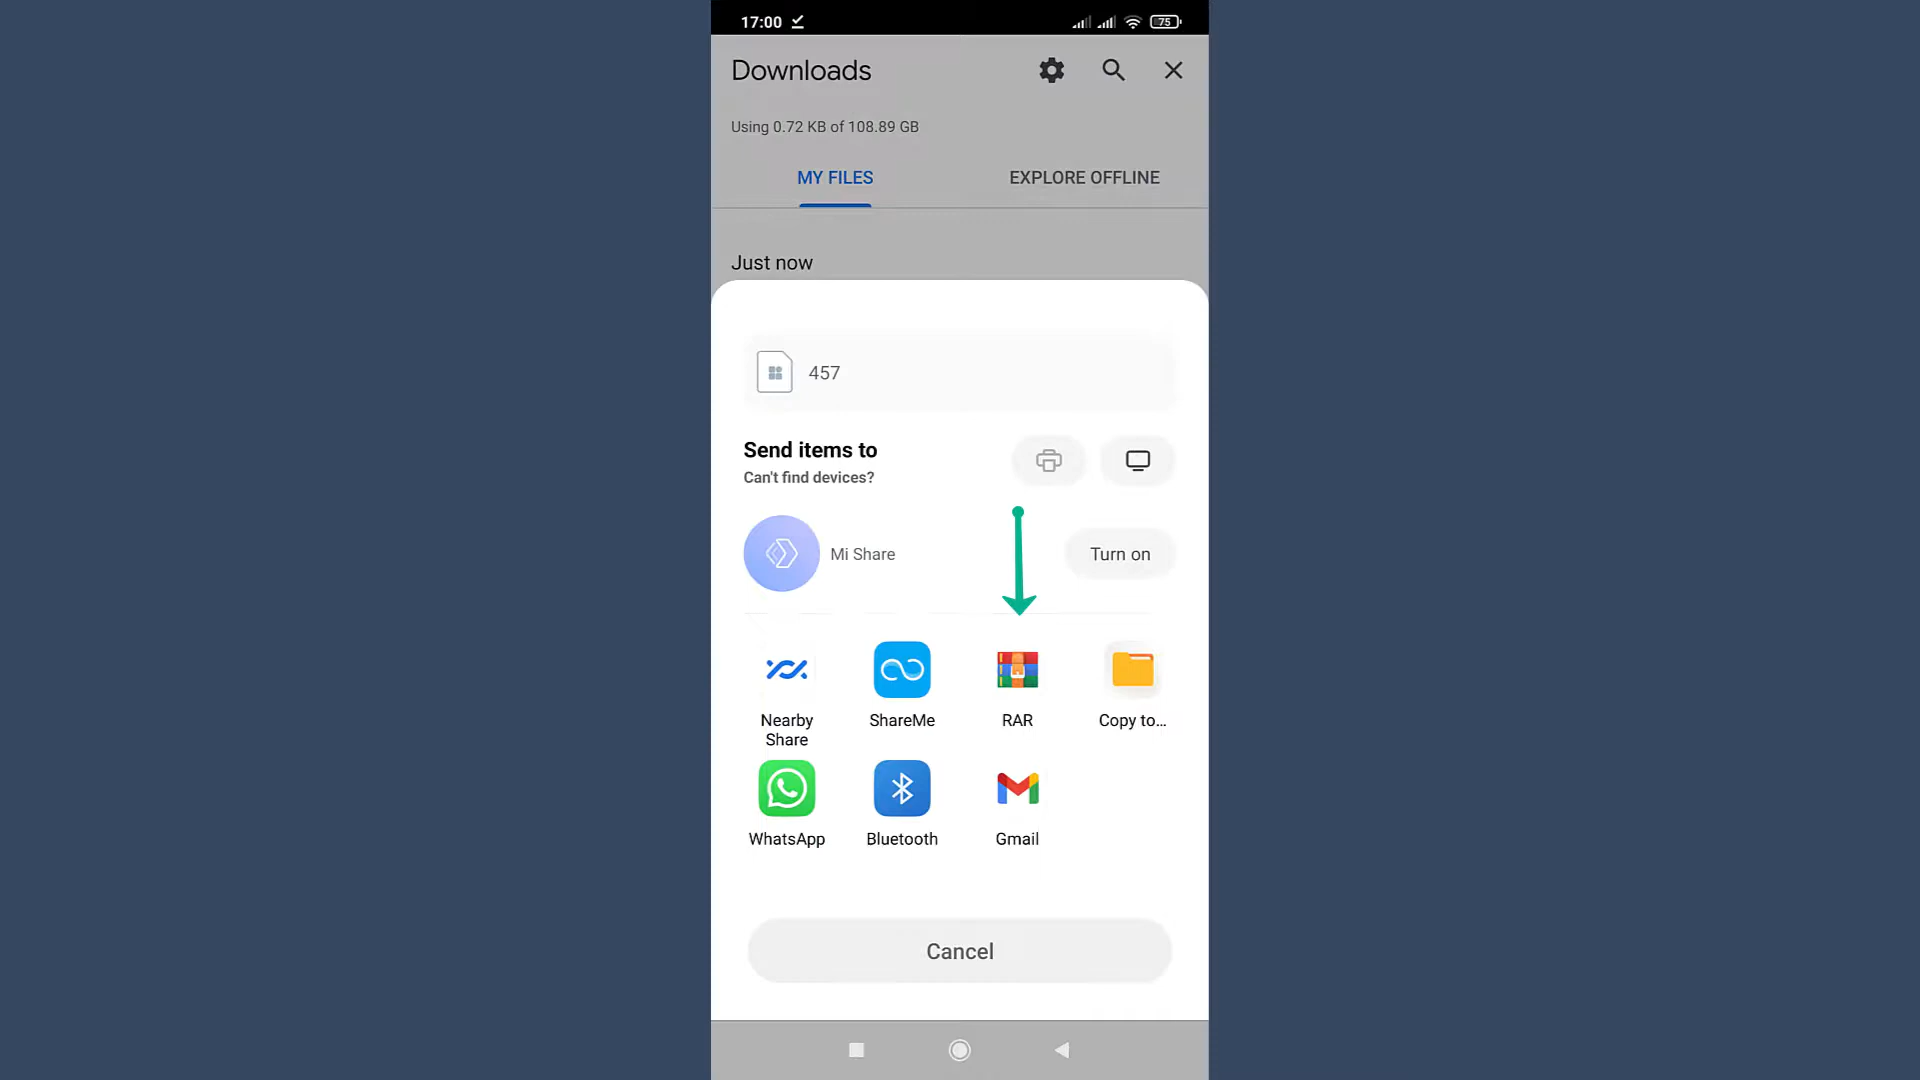 17:00
75
Downloads
Using 0.72 KB of 108.89 GB
MY FILES
EXPLORE OFFLINE
Just now
457
Send items to
Can't find devices?
Mi Share
Turn on
Nearby
Share
ShareMe
RAR
Copy to...
WhatsApp
Bluetooth
Gmail
Cancel